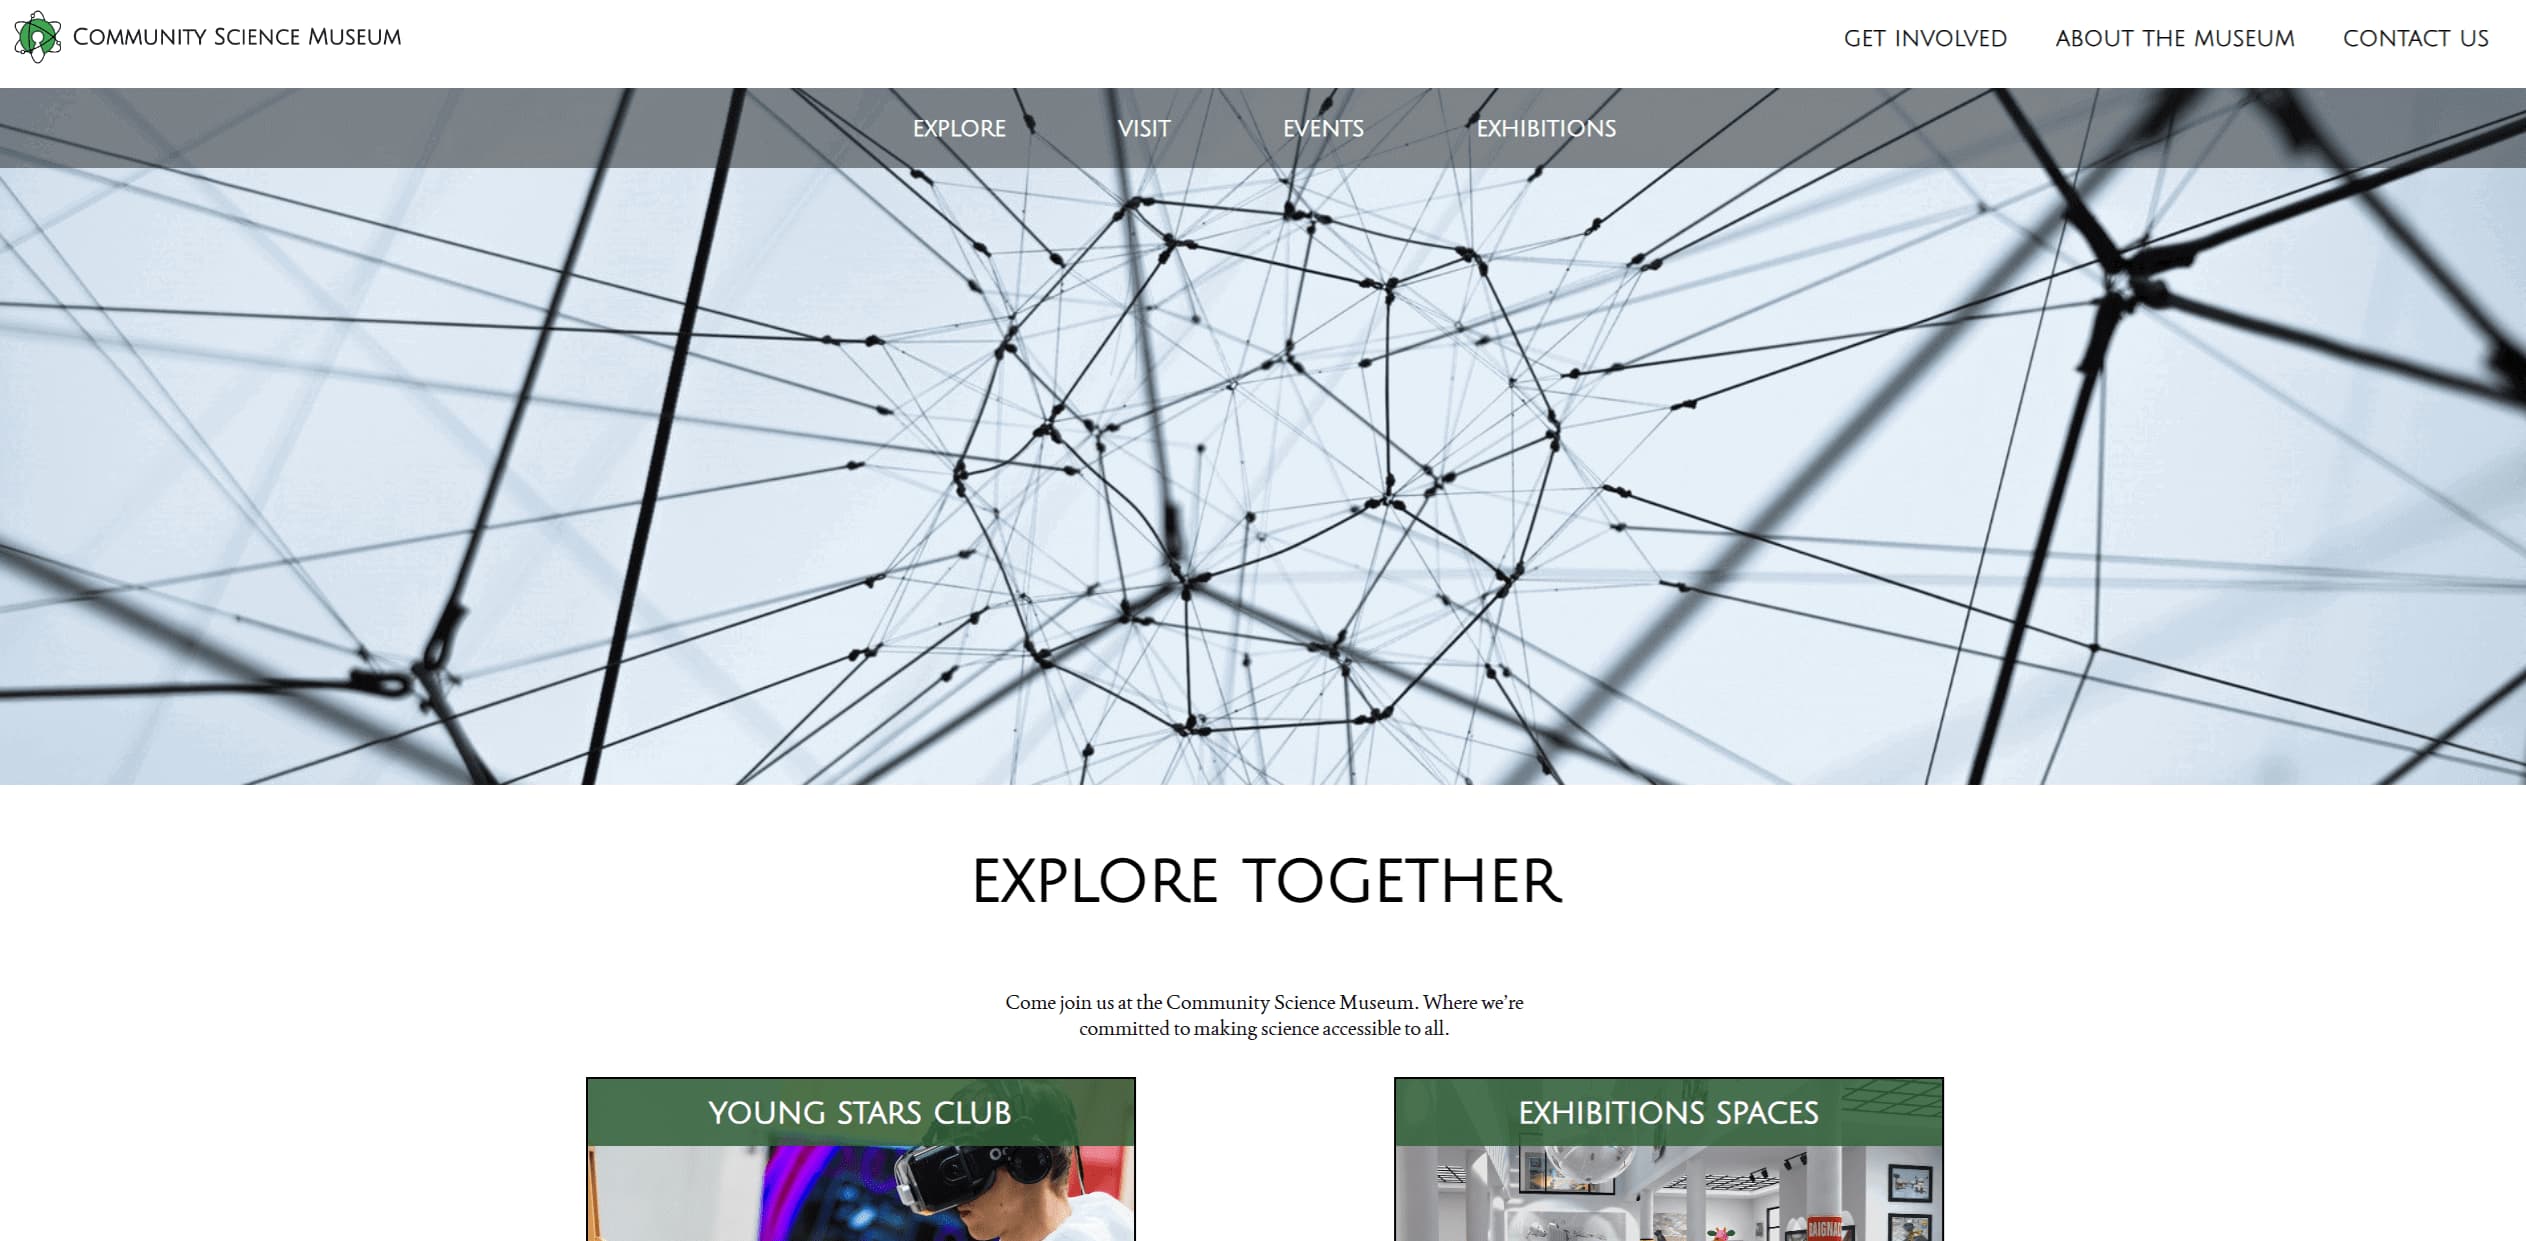 Community Science Museum
GET INVOLVED
ABOUT THE MUSEUM
CONTACT US
EXPLORE
VISIT
EVENTS
EXHIBITIONS
EXPLORE TOGETHER
Come join us at the Community Science Museum. Where we’re
committed to making science accessible to all.
YOUNG STARS CLUB
EXHIBITIONS SPACES